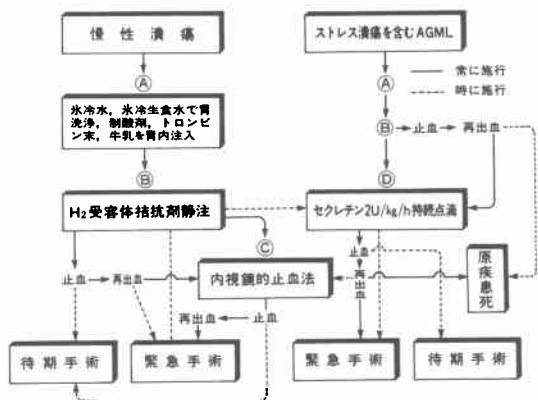 慢性潰瘍
ストレス潰瘍を含むAGML
Ⓐ
Ⓐ
常に施行
時に施行
氷冷水，氷冷生食水で胃
洗浄，制酸剤，トロンビ
ン末，牛乳を胃内注入
Ⓑ
止血
再出血
Ⓑ
Ⓓ
H₂受容体拮抗剤静注
セクレチン2U/kg/h持続点滴
Ⓒ
止血
再出血
内視鏡的止血法
止血
再出血
原疾患死
再出血
止血
待期手術
緊急手術
緊急手術
待期手術